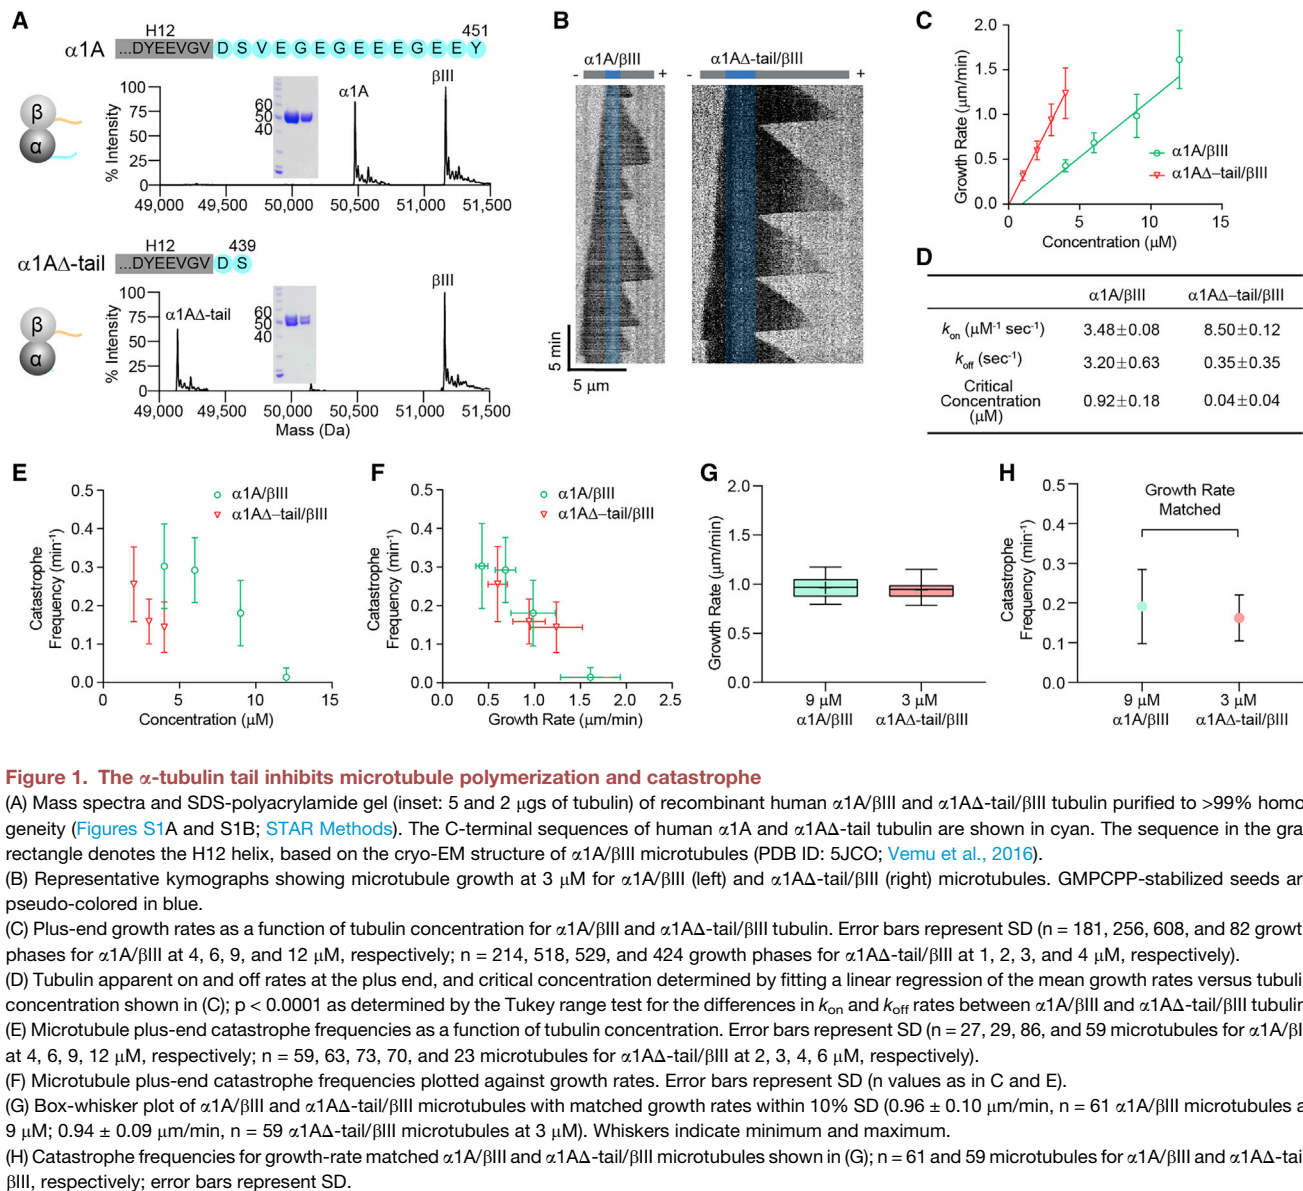 A
H12
451
α1A
...DYEEVGV D S V E G E G E E E G E E Y
% Intensity
100
75
50
25
0
60
50
40
α1A
βIII
β
α
49,000 49,500 50,000 50,500 51,000 51,500
H12
439
α1AΔ-tail
...DYEEVGV D S
% Intensity
100
75
50
25
0
α1AΔ-tail
60
50
40
βIII
β
α
49,000 49,500 50,000 50,500 51,000 51,500
Mass (Da)
B
α1A/βIII
- +
α1AΔ-tail/βIII
- +
5 min
5 μm
C
Growth Rate (μm/min)
2.0
1.5
1.0
0.5
0.0
α1A/βIII
α1AΔ−tail/βIII
0 5 10 15
Concentration (μM)
D
α1A/βIII α1AΔ−tail/βIII
kon (μM-1 sec-1) 3.48±0.08 8.50±0.12
koff (sec-1) 3.20±0.63 0.35±0.35
Critical
Concentration
(μM)
0.92±0.18 0.04±0.04
E
Catastrophe
Frequency (min-1)
0.5
0.4
0.3
0.2
0.1
0.0
α1A/βIII
α1AΔ−tail/βIII
0 5 10 15
Concentration (μM)
F
Catastrophe
Frequency (min-1)
0.5
0.4
0.3
0.2
0.1
0.0
α1A/βIII
α1AΔ−tail/βIII
0.0 0.5 1.0 1.5 2.0 2.5
Growth Rate (μm/min)
G
Growth Rate (μm/min)
2.0
1.5
1.0
0.5
0.0
9 μM
α1A/βIII
3 μM
α1AΔ-tail/βIII
H
Catastrophe
Frequency (min-1)
0.5
0.4
0.3
0.2
0.1
0.0
Growth Rate
Matched
9 μM
α1A/βIII
3 μM
α1AΔ-tail/βIII
Figure 1. The α-tubulin tail inhibits microtubule polymerization and catastrophe
(A) Mass spectra and SDS-polyacrylamide gel (inset: 5 and 2 μgs of tubulin) of recombinant human α1A/βIII and α1AΔ-tail/βIII tubulin purified to >99% homo
geneity (Figures S1A and S1B; STAR Methods). The C-terminal sequences of human α1A and α1AΔ-tail tubulin are shown in cyan. The sequence in the gra
rectangle denotes the H12 helix, based on the cryo-EM structure of α1A/βIII microtubules (PDB ID: 5JCO; Vemu et al., 2016).
(B) Representative kymographs showing microtubule growth at 3 μM for α1A/βIII (left) and α1AΔ-tail/βIII (right) microtubules. GMPCPP-stabilized seeds ar
pseudo-colored in blue.
(C) Plus-end growth rates as a function of tubulin concentration for α1A/βIII and α1AΔ-tail/βIII tubulin. Error bars represent SD (n = 181, 256, 608, and 82 growt
phases for α1A/βIII at 4, 6, 9, and 12 μM, respectively; n = 214, 518, 529, and 424 growth phases for α1AΔ-tail/βIII at 1, 2, 3, and 4 μM, respectively).
(D) Tubulin apparent on and off rates at the plus end, and critical concentration determined by fitting a linear regression of the mean growth rates versus tubuli
concentration shown in (C); p < 0.0001 as determined by the Tukey range test for the differences in kon and koff rates between α1A/βIII and α1AΔ-tail/βIII tubulin
(E) Microtubule plus-end catastrophe frequencies as a function of tubulin concentration. Error bars represent SD (n = 27, 29, 86, and 59 microtubules for α1A/βI
at 4, 6, 9, 12 μM, respectively; n = 59, 63, 73, 70, and 23 microtubules for α1AΔ-tail/βIII at 2, 3, 4, 6 μM, respectively).
(F) Microtubule plus-end catastrophe frequencies plotted against growth rates. Error bars represent SD (n values as in C and E).
(G) Box-whisker plot of α1A/βIII and α1AΔ-tail/βIII microtubules with matched growth rates within 10% SD (0.96 ± 0.10 μm/min, n = 61 α1A/βIII microtubules a
9 μM; 0.94 ± 0.09 μm/min, n = 59 α1AΔ-tail/βIII microtubules at 3 μM). Whiskers indicate minimum and maximum.
(H) Catastrophe frequencies for growth-rate matched α1A/βIII and α1AΔ-tail/βIII microtubules shown in (G); n = 61 and 59 microtubules for α1A/βIII and α1AΔ-tai
βIII, respectively; error bars represent SD.